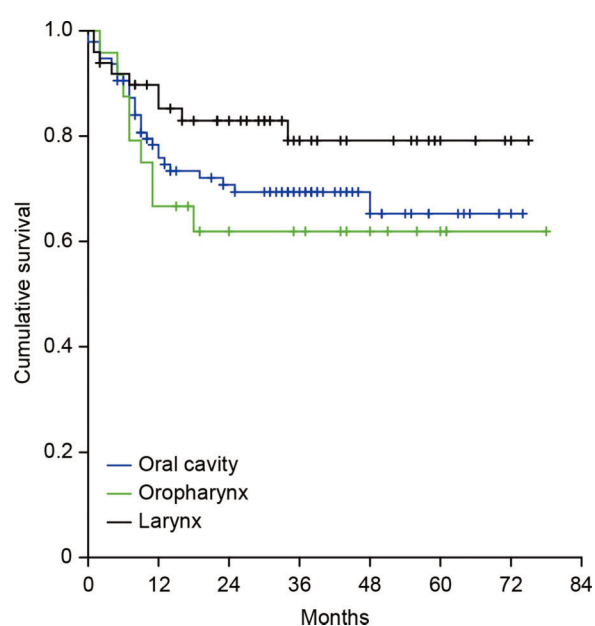 Cumulative survival
1.0
0.8
0.6
0.4
0.2
0
Oral cavity
Oropharynx
Larynx
0 12 24 36 48 60 72 84
Months